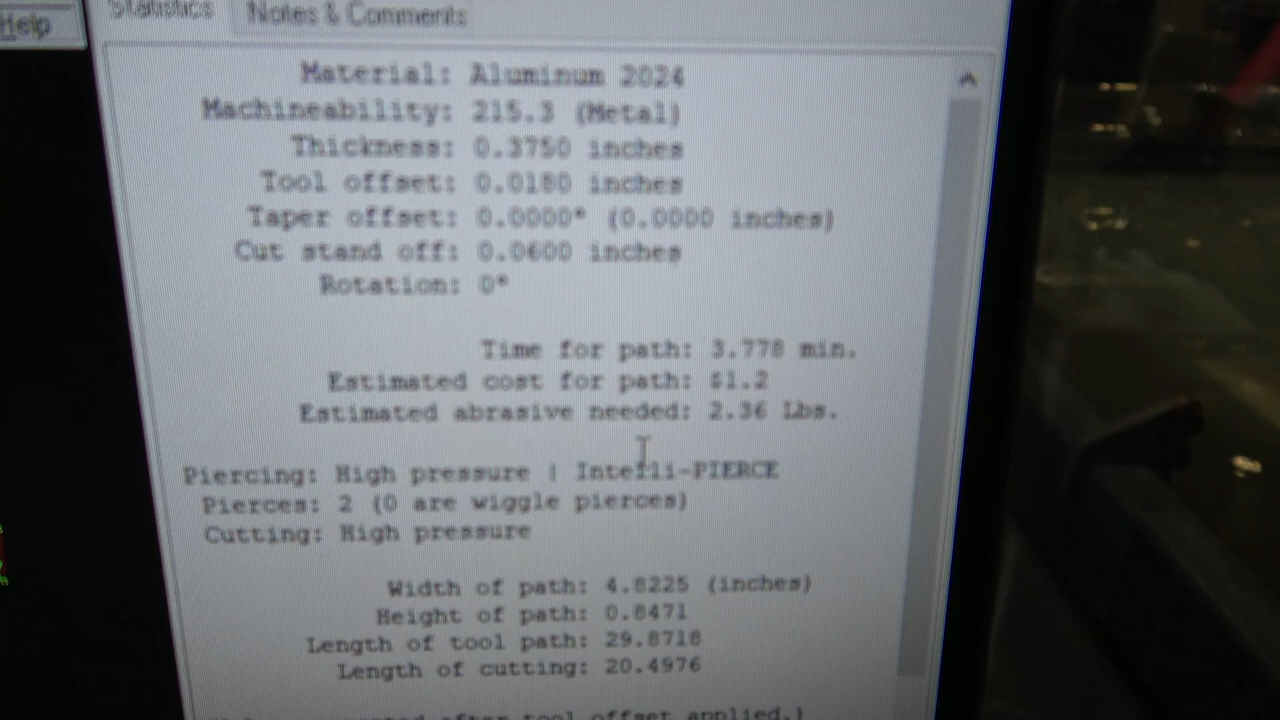 Help
Statistics
Notes & Comments
Material: Aluminum 2024
Machineability: 215.3 (Metal)
Thickness: 0.3750 inches
Tool offset: 0.0180 inches
Taper offset: 0.0000° (0.0000 inches)
Cut stand off: 0.0600 inches
Rotation: 0°
Time for path: 3.778 min.
Estimated cost for path: $1.2
Estimated abrasive needed: 2.36 Lbs.
Piercing: High pressure | Intelli-PIERCE
Pierces: 2 (0 are wiggle pierces)
Cutting: High pressure
Width of path: 4.8225 (inches)
Height of path: 0.8471
Length of tool path: 29.8718
Length of cutting: 20.4976
after tool offset applied.)